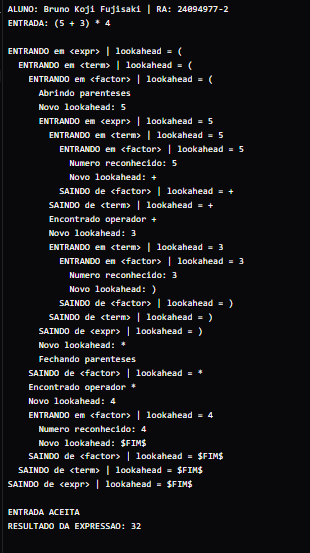 ALUNO: Bruno Koji Fujisaki | RA: 24094977-2
ENTRADA: (5 + 3) * 4

ENTRANDO em <expr> | lookahead = (
  ENTRANDO em <term> | lookahead = (
    ENTRANDO em <factor> | lookahead = (
      Abrindo parenteses
      Novo lookahead: 5
      ENTRANDO em <expr> | lookahead = 5
        ENTRANDO em <term> | lookahead = 5
          ENTRANDO em <factor> | lookahead = 5
            Numero reconhecido: 5
            Novo lookahead: +
          SAINDO de <factor> | lookahead = +
        SAINDO de <term> | lookahead = +
        Encontrado operador +
        Novo lookahead: 3
        ENTRANDO em <term> | lookahead = 3
          ENTRANDO em <factor> | lookahead = 3
            Numero reconhecido: 3
            Novo lookahead: )
          SAINDO de <factor> | lookahead = )
        SAINDO de <term> | lookahead = )
      SAINDO de <expr> | lookahead = )
      Novo lookahead: *
      Fechando parenteses
    SAINDO de <factor> | lookahead = *
    Encontrado operador *
    Novo lookahead: 4
    ENTRANDO em <factor> | lookahead = 4
      Numero reconhecido: 4
      Novo lookahead: $FIM$
    SAINDO de <factor> | lookahead = $FIM$
  SAINDO de <term> | lookahead = $FIM$
SAINDO de <expr> | lookahead = $FIM$

ENTRADA ACEITA
RESULTADO DA EXPRESSAO: 32